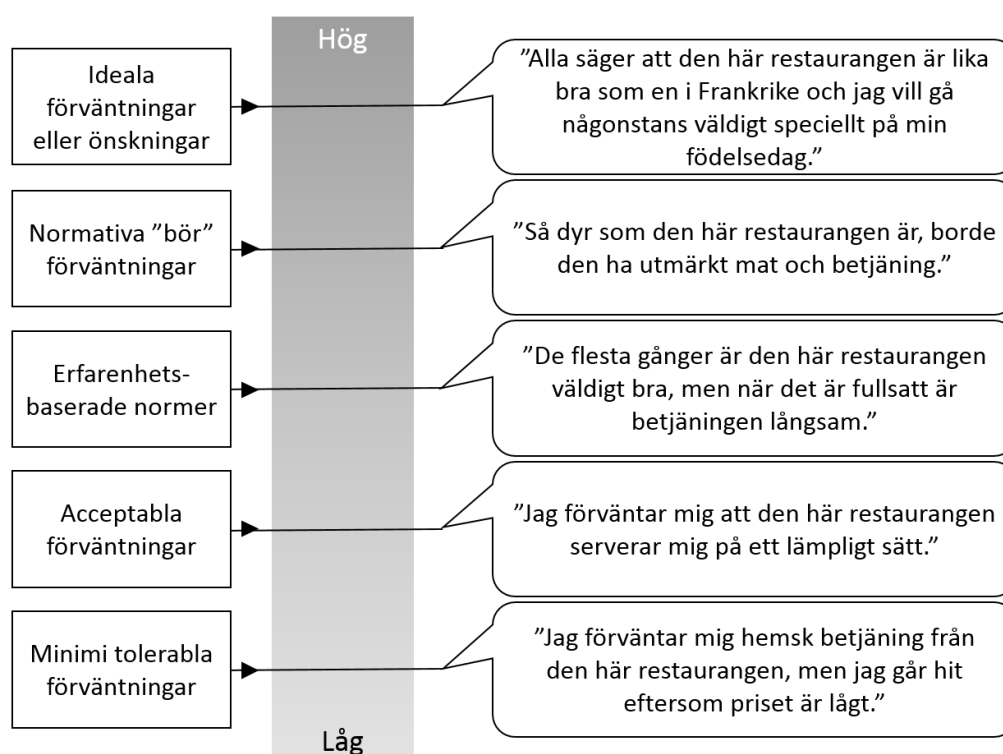 Hög
Ideala
förväntningar
eller önskningar
”Alla säger att den här restaurangen är lika
bra som en i Frankrike och jag vill gå
någonstans väldigt speciellt på min
födelsedag.”
Normativa ”bör”
förväntningar
”Så dyr som den här restaurangen är, borde
den ha utmärkt mat och betjäning.”
Erfarenhets-
baserade normer
”De flesta gånger är den här restaurangen
väldigt bra, men när det är fullsatt är
betjäningen långsam.”
Acceptabla
förväntningar
”Jag förväntar mig att den här restaurangen
serverar mig på ett lämpligt sätt.”
Minimi tolerabla
förväntningar
”Jag förväntar mig hemsk betjäning från
den här restaurangen, men jag går hit
eftersom priset är lågt.”
Låg